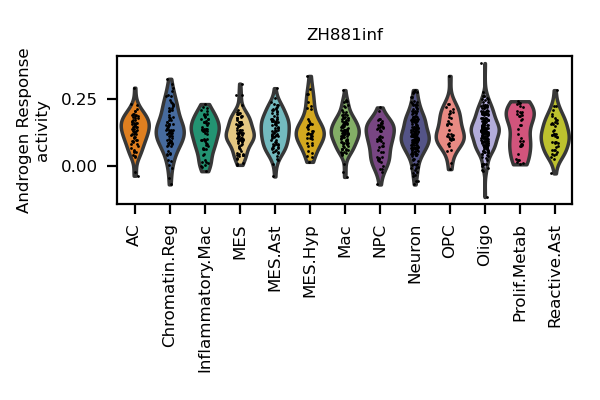 ZH881inf
Androgen Response
activity
0.25
0.00
AC
Chromatin.Reg
Inflammatory.Mac
MES
MES.Ast
MES.Hyp
Mac
NPC
Neuron
OPC
Oligo
Prolif.Metab
Reactive.Ast